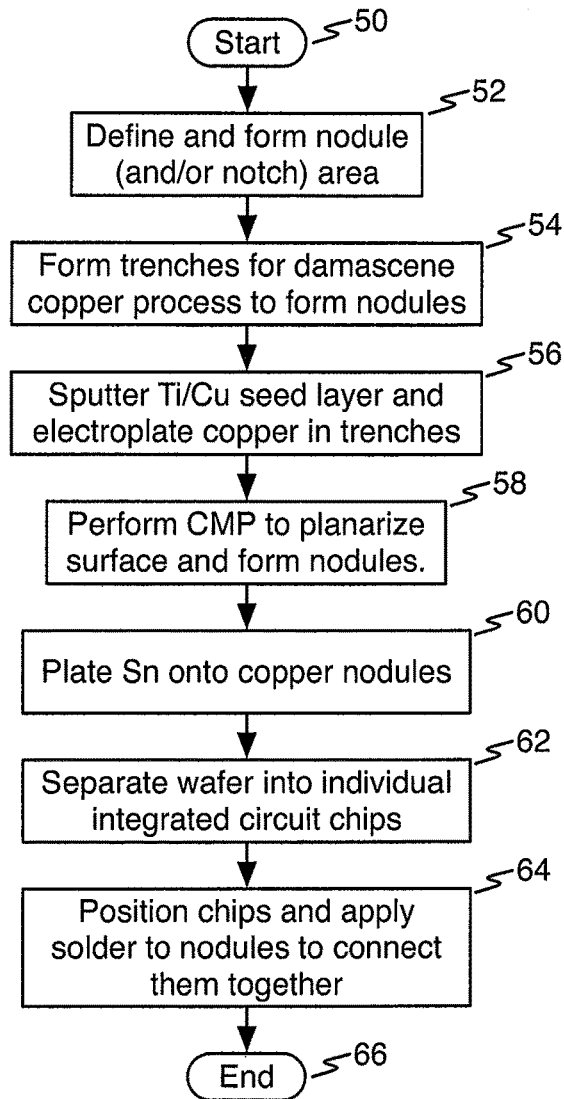 50
Start
52
Define and form nodule
(and/or notch) area
54
Form trenches for damascene
copper process to form nodules
56
Sputter Ti/Cu seed layer and
electroplate copper in trenches
58
Perform CMP to planarize
surface and form nodules.
60
Plate Sn onto copper nodules
62
Separate wafer into individual
integrated circuit chips
64
Position chips and apply
solder to nodules to connect
them together
66
End